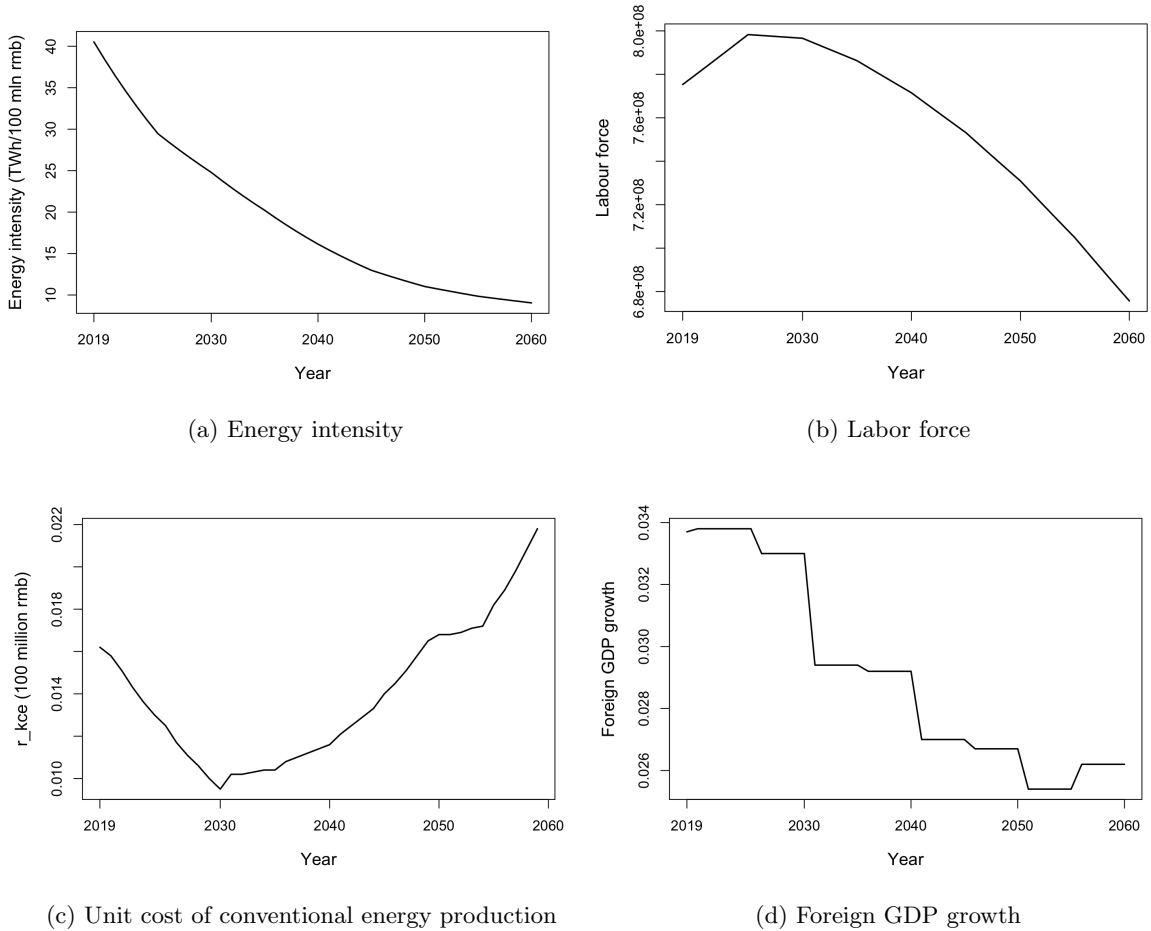 Energy intensity (TWh/100 mln rmb)
40
35
30
25
20
15
10
2019
2030
2040
2050
2060
Year
(a) Energy intensity
Labour force
8.0e+08
7.6e+08
7.2e+08
6.8e+08
2019
2030
2040
2050
2060
Year
(b) Labor force
r_kce (100 million rmb)
0.022
0.018
0.014
0.010
2019
2030
2040
2050
2060
Year
(c) Unit cost of conventional energy production
Foreign GDP growth
0.034
0.032
0.030
0.028
0.026
2019
2030
2040
2050
2060
Year
(d) Foreign GDP growth